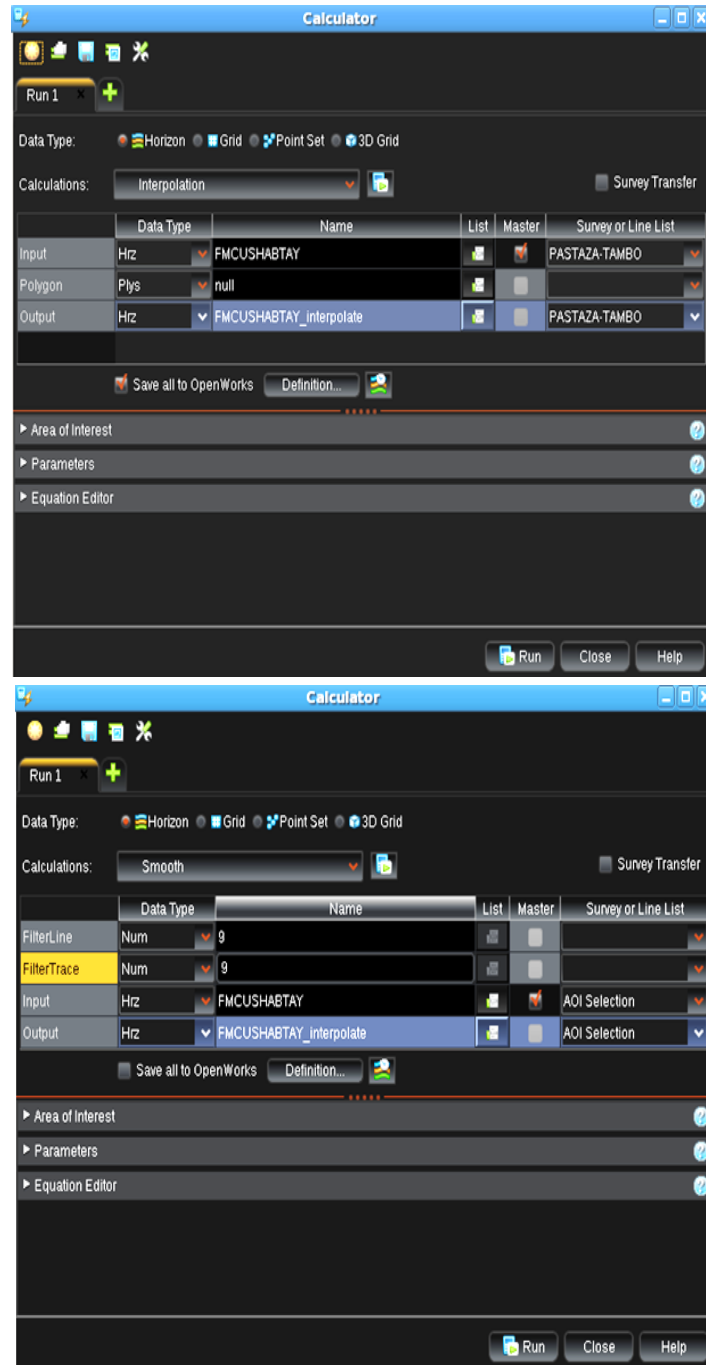 Calculator
Run 1 ×
Data Type: Horizon Grid Point Set 3D Grid
Calculations: Interpolation Survey Transfer
Data Type Name List Master Survey or Line List
Input Hrz FMCUSHABTAY PASTAZA-TAMBO
Polygon Plys null
Output Hrz FMCUSHABTAY_interpolate PASTAZA-TAMBO
Save all to OpenWorks Definition...
Area of Interest
Parameters
Equation Editor
Run Close Help
Calculator
Run 1 ×
Data Type: Horizon Grid Point Set 3D Grid
Calculations: Smooth Survey Transfer
Data Type Name List Master Survey or Line List
FilterLine Num 9
FilterTrace Num 9
Input Hrz FMCUSHABTAY AOI Selection
Output Hrz FMCUSHABTAY_interpolate AOI Selection
Save all to OpenWorks Definition...
Area of Interest
Parameters
Equation Editor
Run Close Help